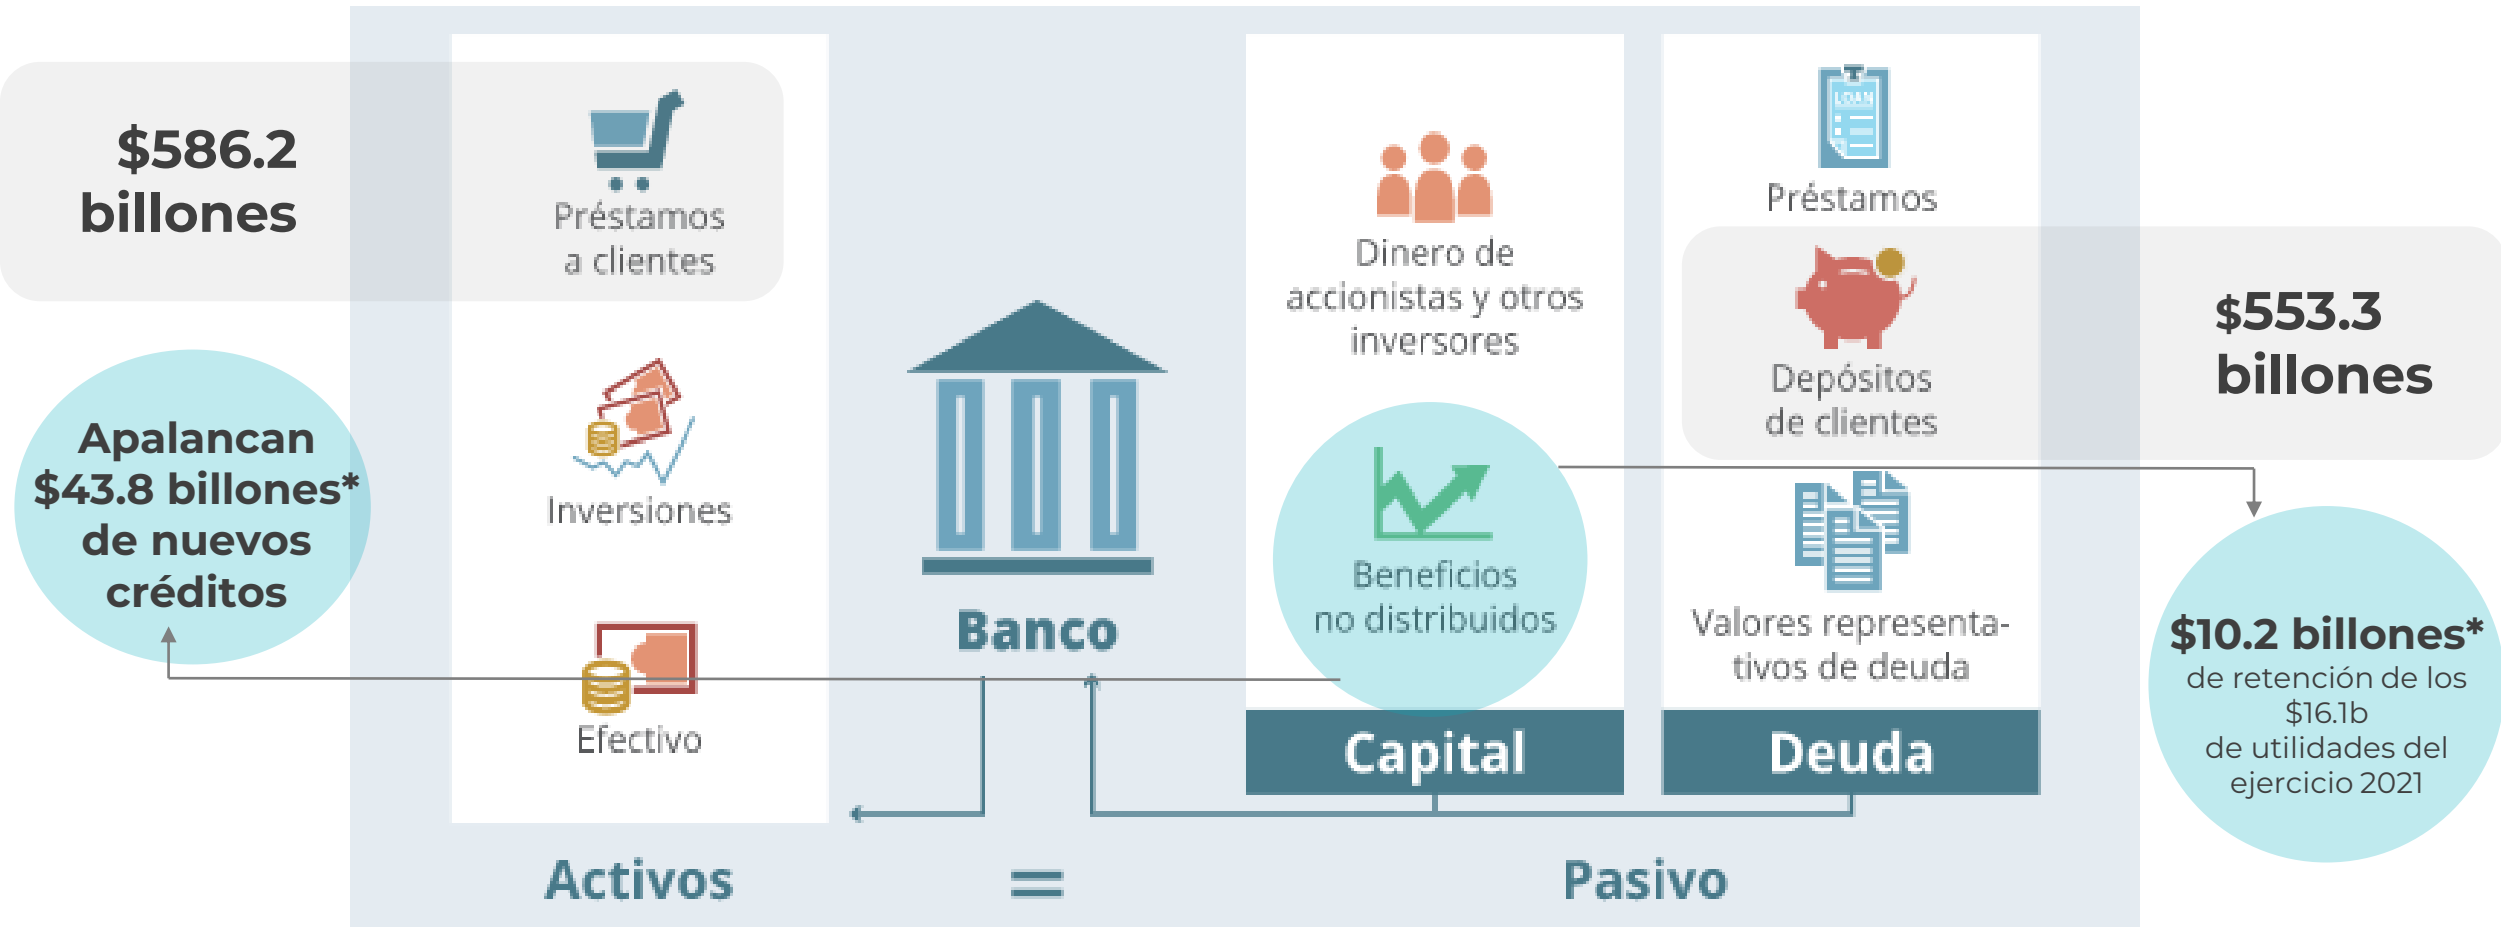 $586.2
billones
Préstamos
a clientes
Apalancan
$43.8 billones*
de nuevos
créditos
Inversiones
Efectivo
Banco
Dinero de
accionistas y otros
inversores
Beneficios
no distribuidos
Capital
LOAN
Préstamos
Depósitos
de clientes
$553.3
billones
Valores representa-
tivos de deuda
Deuda
$10.2 billones*
de retención de los
$16.1b
de utilidades del
ejercicio 2021
Activos
=
Pasivo